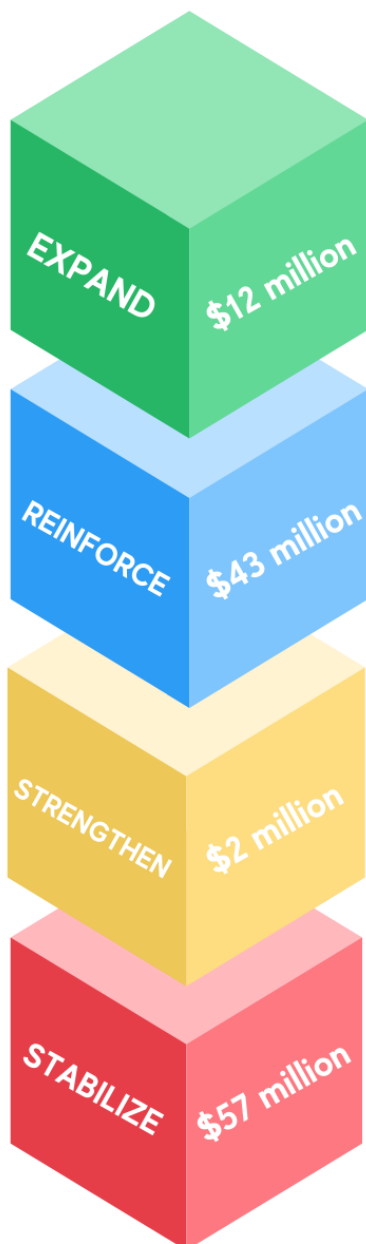 EXPAND
$12 million
REINFORCE
$43 million
STRENGTHEN
$2 million
STABILIZE
$57 million